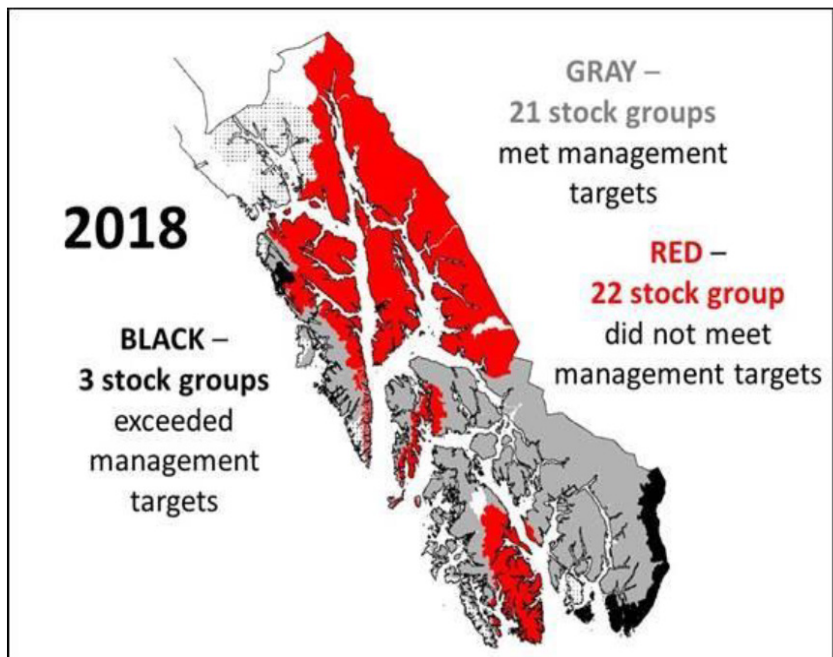 GRAY –
21 stock groups
met management
targets
2018
RED –
22 stock group
did not meet
management targets
BLACK –
3 stock groups
exceeded
management
targets